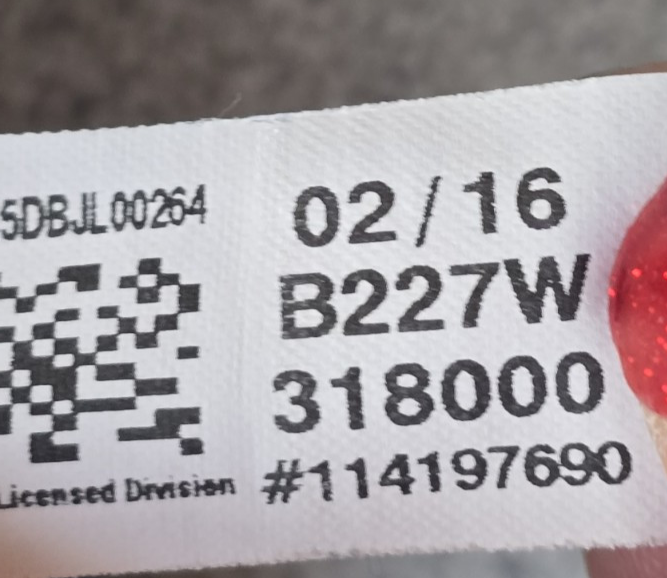 5DBJL00264
Licensed Division
02/16
B227W
318000
#114197690